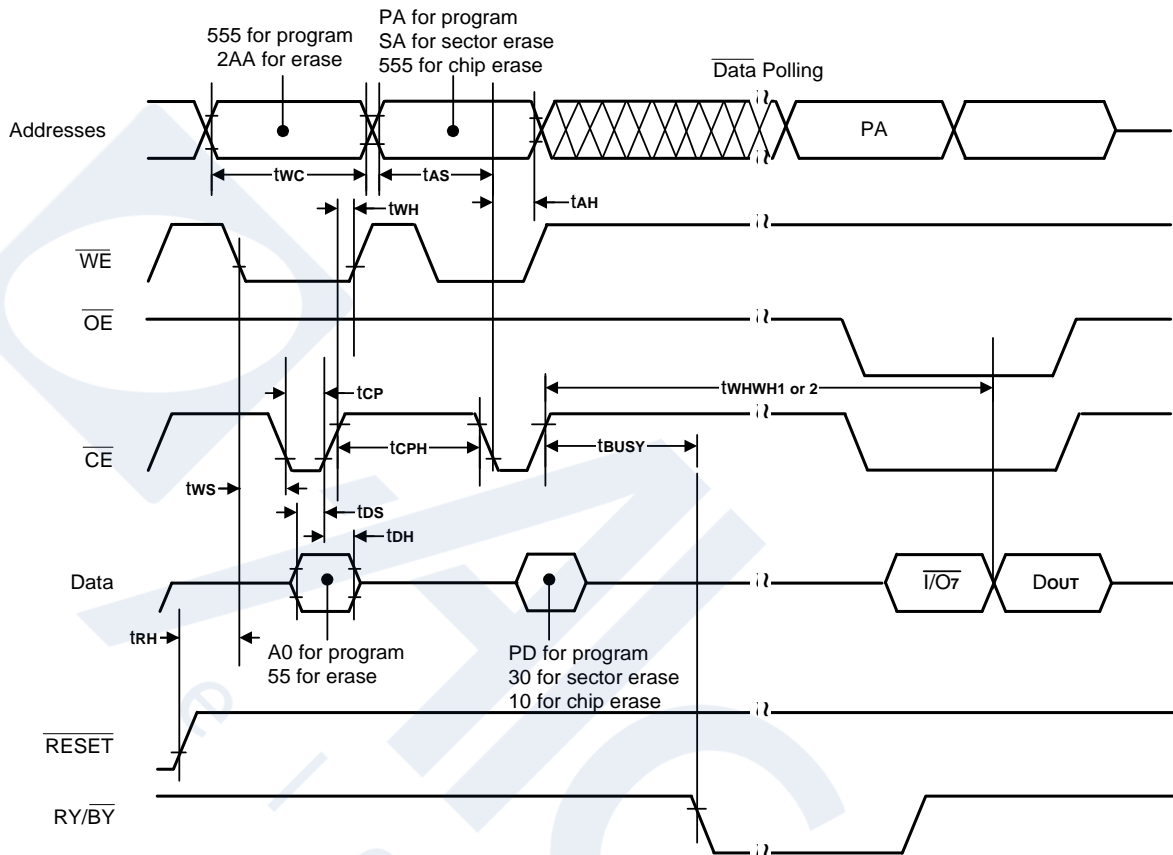 555 for program
2AA for erase
PA for program
SA for sector erase
555 for chip erase
Data Polling
Addresses
PA
tWC
tAS
tWH
tAH
WE
OE
tCP
tWHWH1 or 2
CE
tCPH
tBUSY
tWS
tDS
tDH
Data
I/O7
DOUT
tRH
A0 for program
55 for erase
PD for program
30 for sector erase
10 for chip erase
RESET
RY/BY